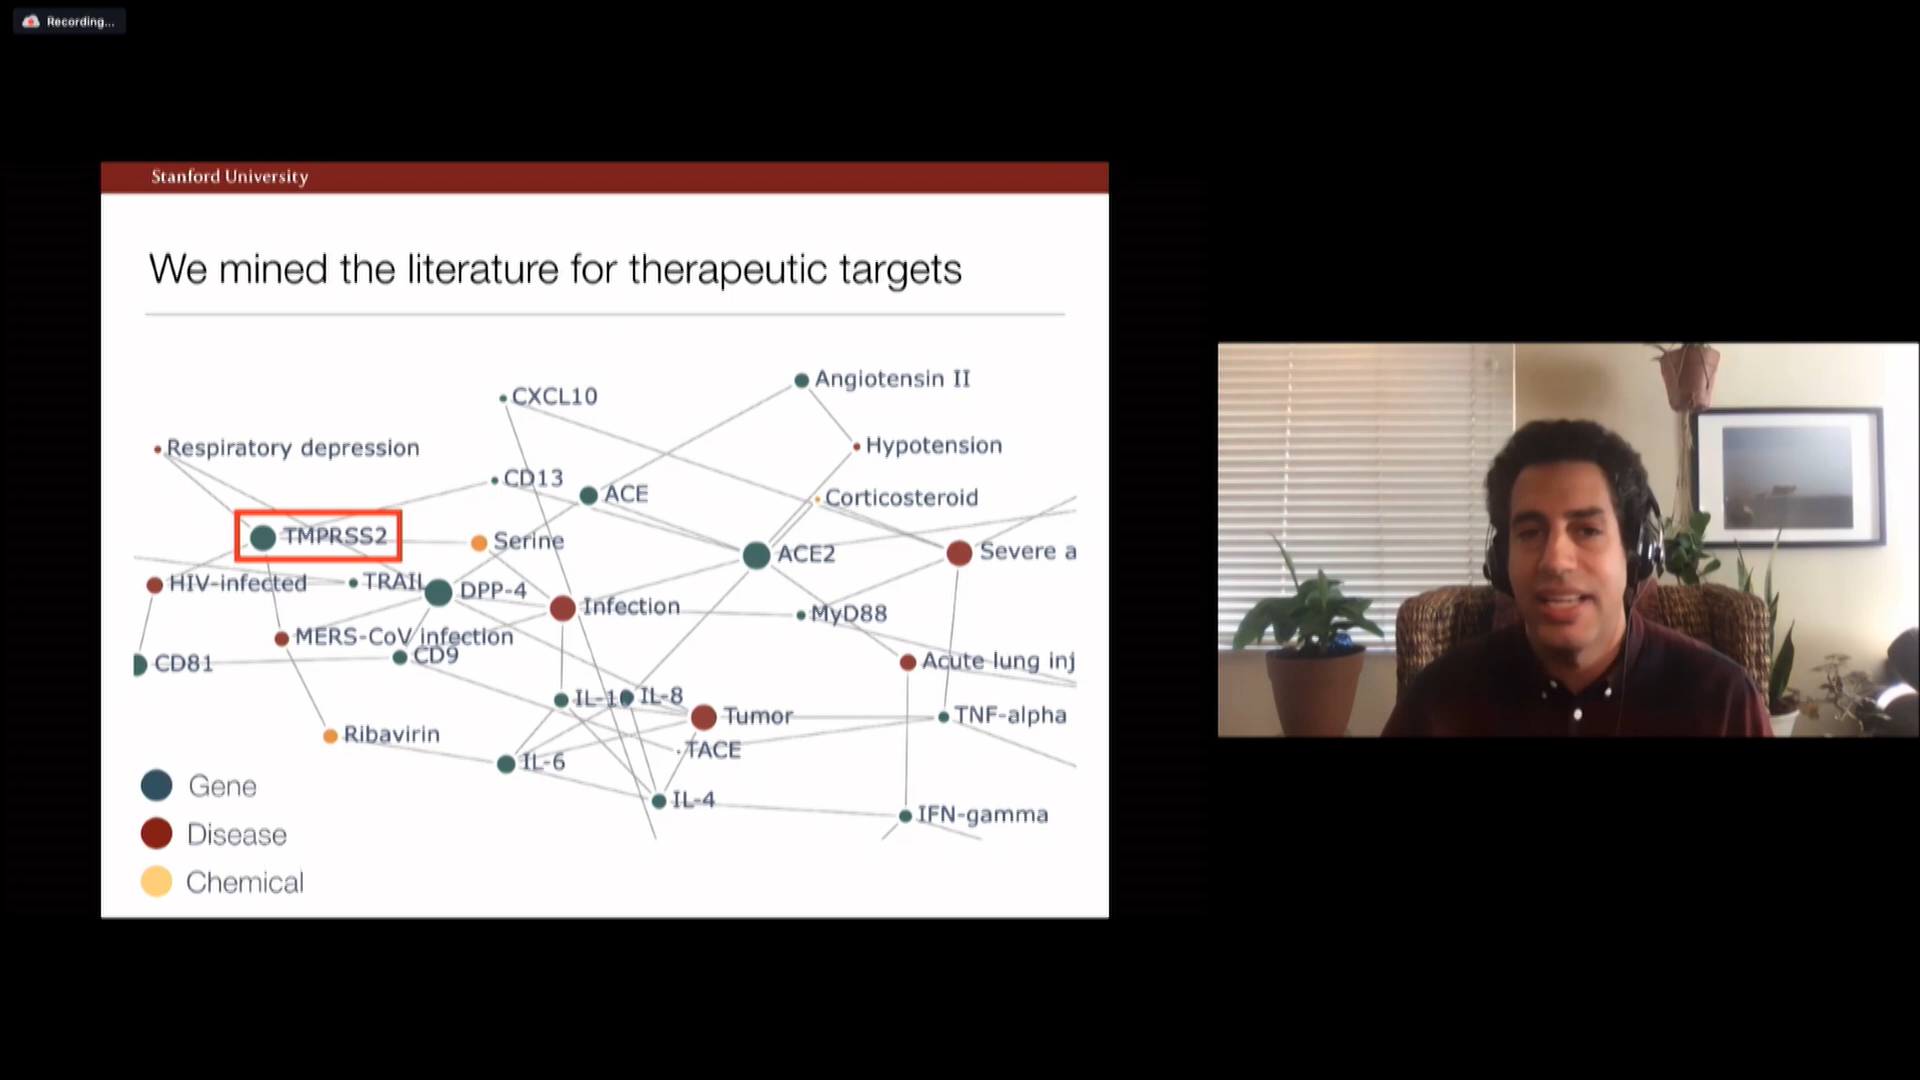 Recording...
Stanford University
We mined the literature for therapeutic targets
Angiotensin II
CXCL10
Respiratory depression
Hypotension
CD13
ACE
Corticosteroid
TMPRSS2
Serine
ACE2
Severe a
HIV-infected
TRAIL
DPP-4
Infection
MyD88
MERS-CoV infection
CD9
CD81
Acute lung inj
IL-10
IL-8
Tumor
TNF-alpha
Ribavirin
TACE
IL-6
IL-4
IFN-gamma
Gene
Disease
Chemical